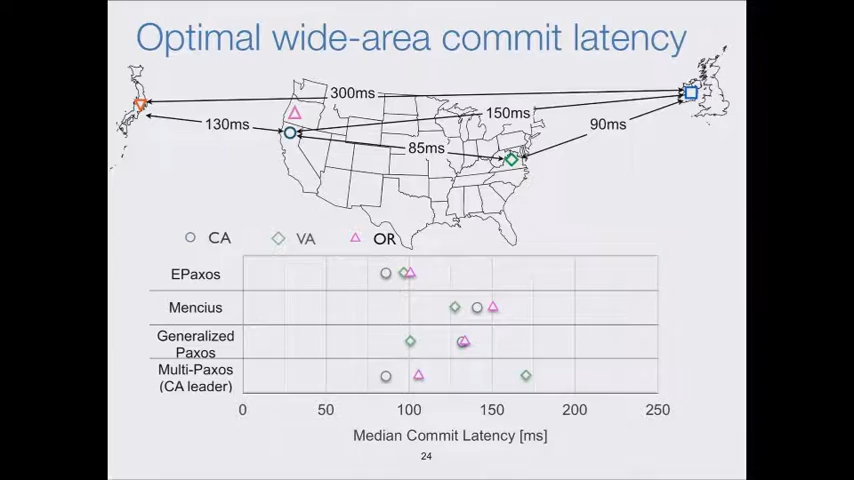 Optimal wide-area commit latency
300ms
150ms
130ms
90ms
85ms
CA VA OR
EPaxos
Mencius
Generalized
Paxos
Multi-Paxos
(CA leader)
0 50 100 150 200 250
Median Commit Latency [ms]
24